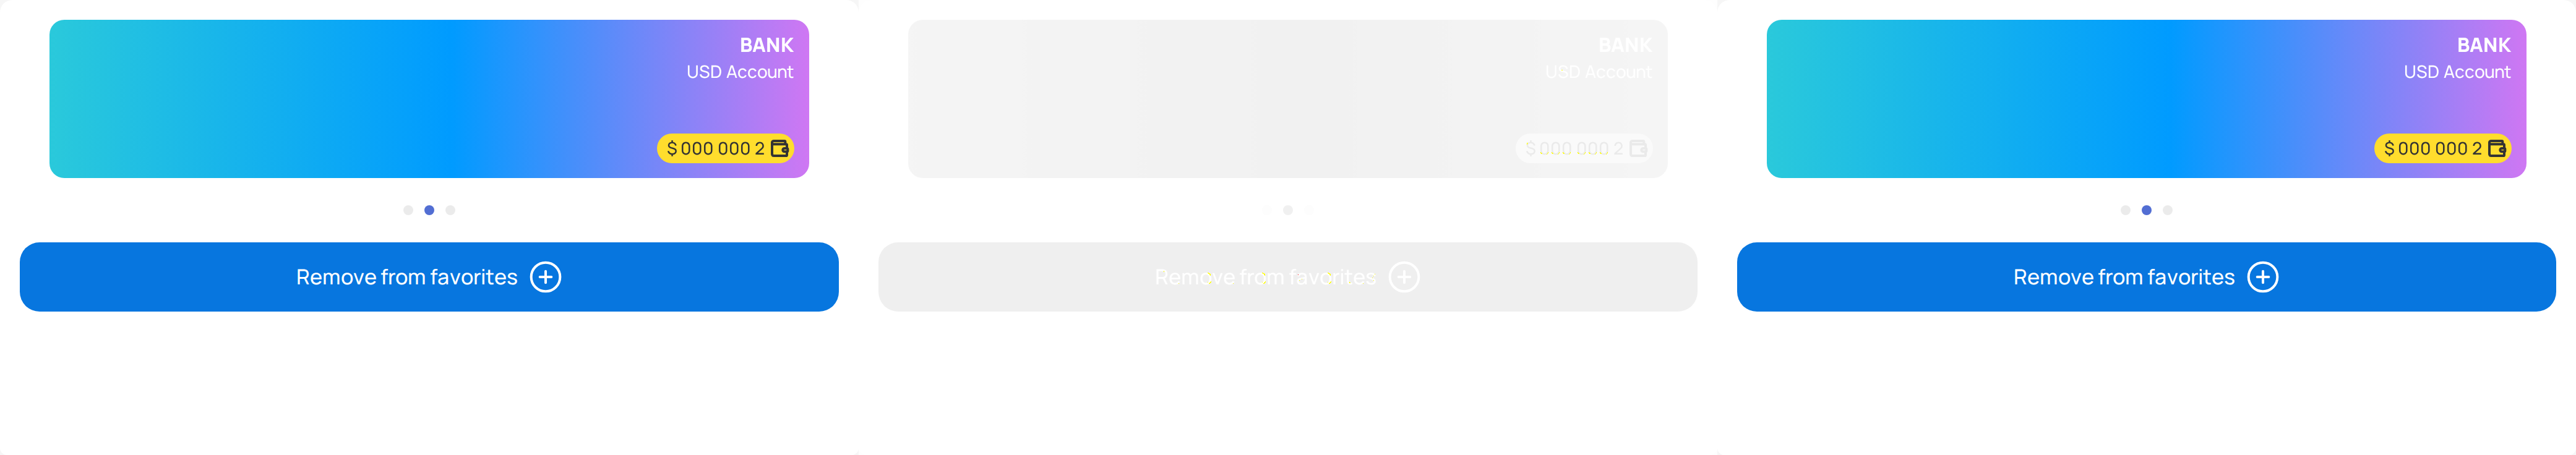 BANK
USD Account
$ 000 000 2
Remove from favorites
BANK
USD Account
$ 000 000 2
Remove from favorites
BANK
USD Account
$ 000 000 2
Remove from favorites